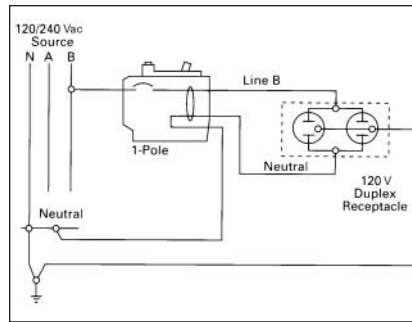 120/240 Vac
Source
N A B
Line B
1-Pole
Neutral
120 V
Duplex
Receptacle
Neutral